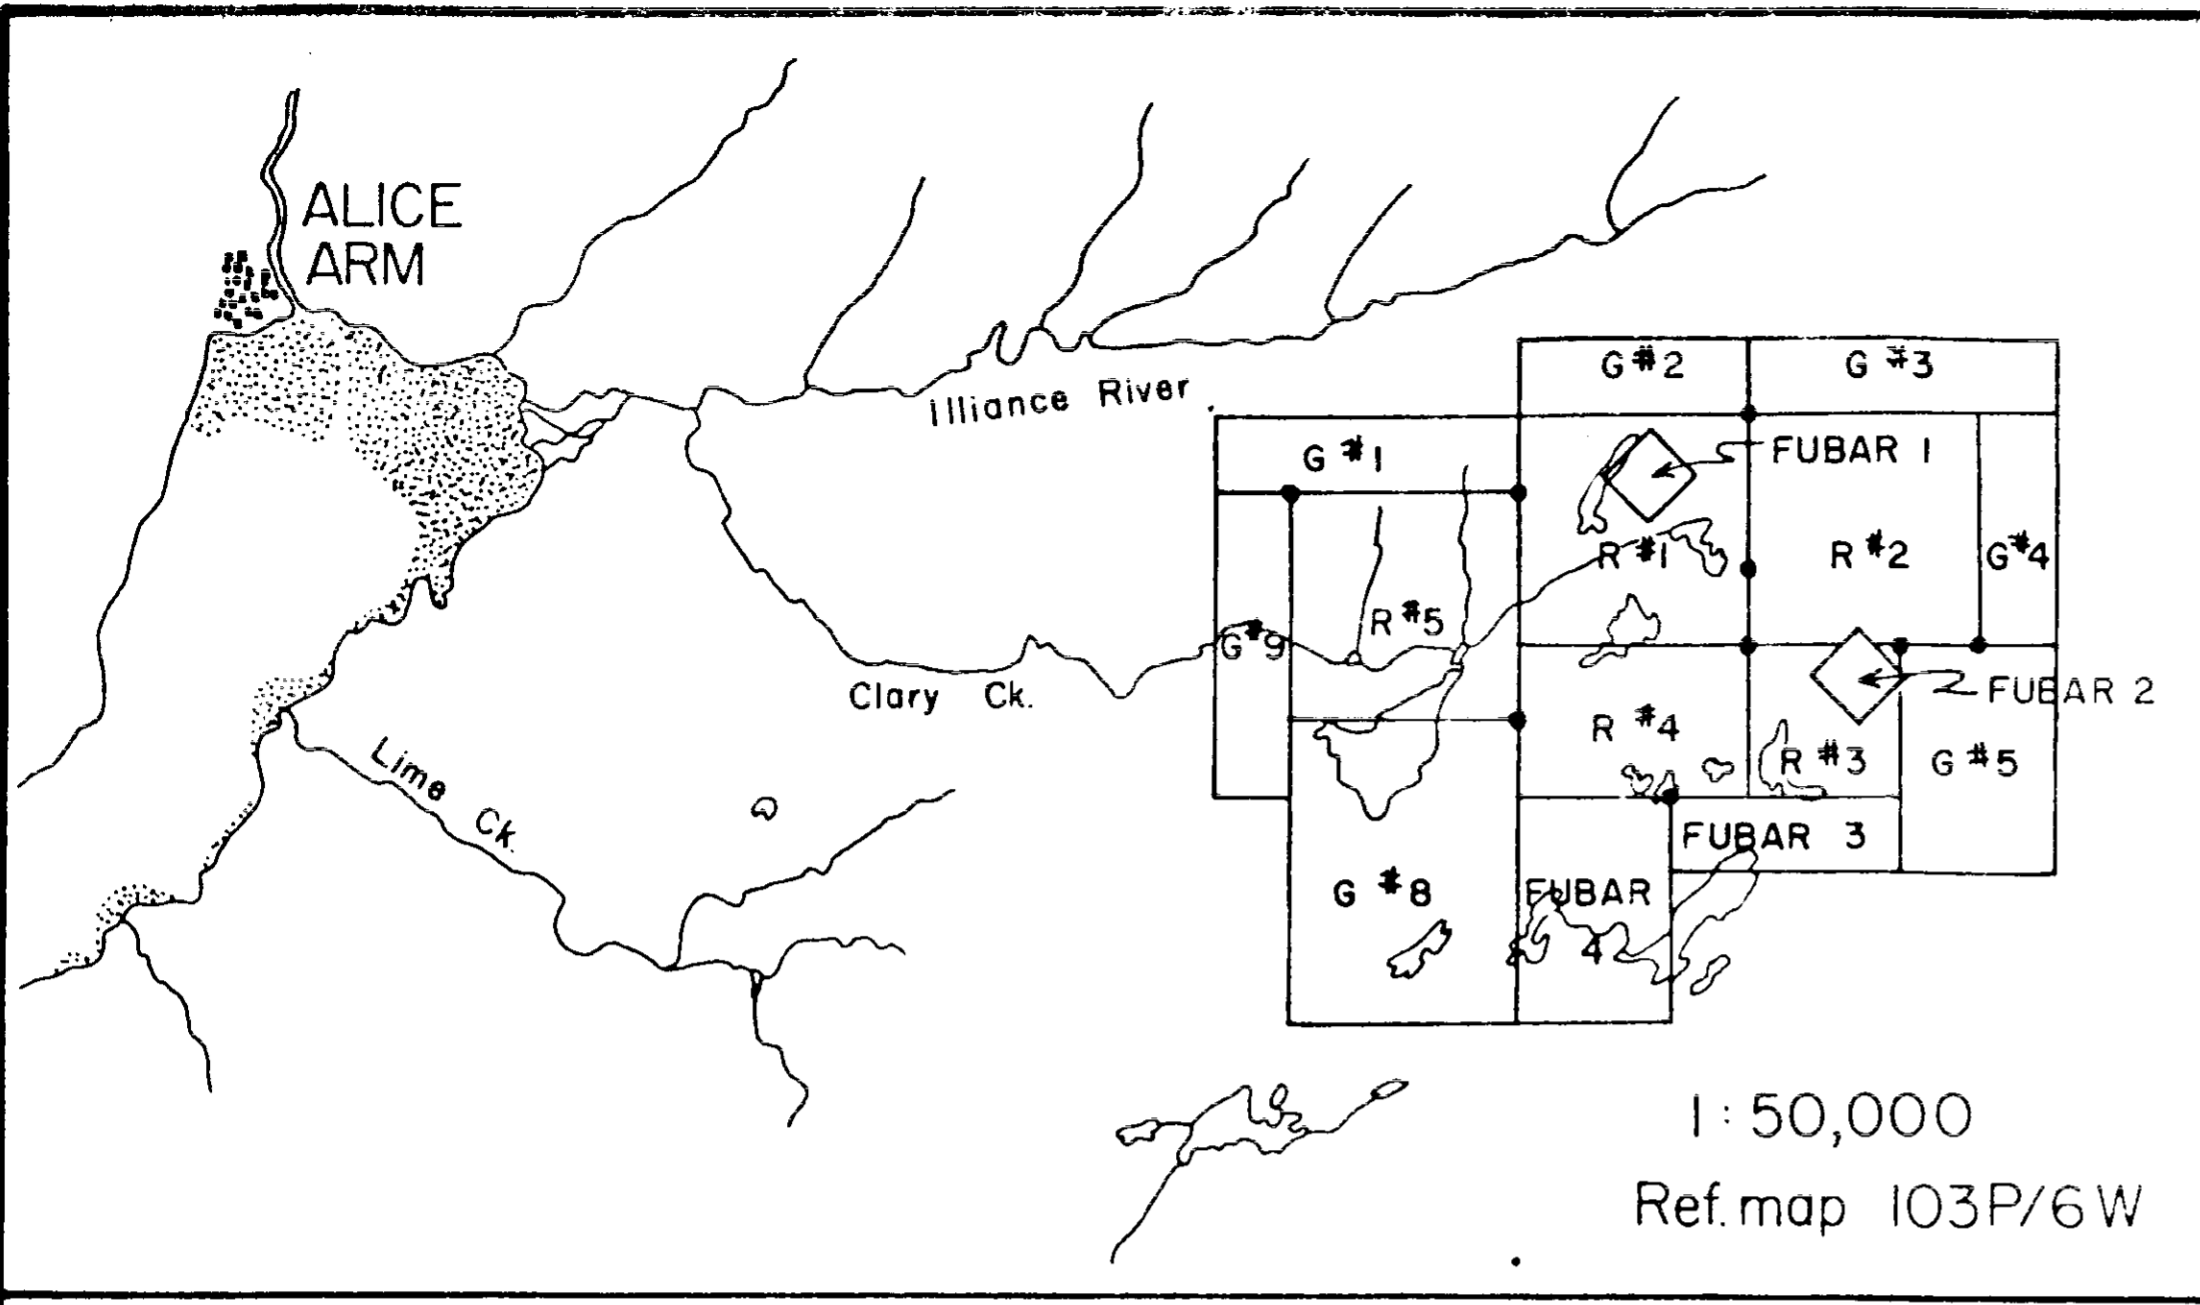 ALICE
ARM
Illiance River
G #2
G #3
G #1
FUBAR 1
R #1
R #2
G #4
R #5
G #9
Clary Ck.
FUBAR 2
R #4
R #3
G #5
Lime Ck.
FUBAR 3
G #8
FUBAR
4
1:50,000
Ref. map 103P/6W